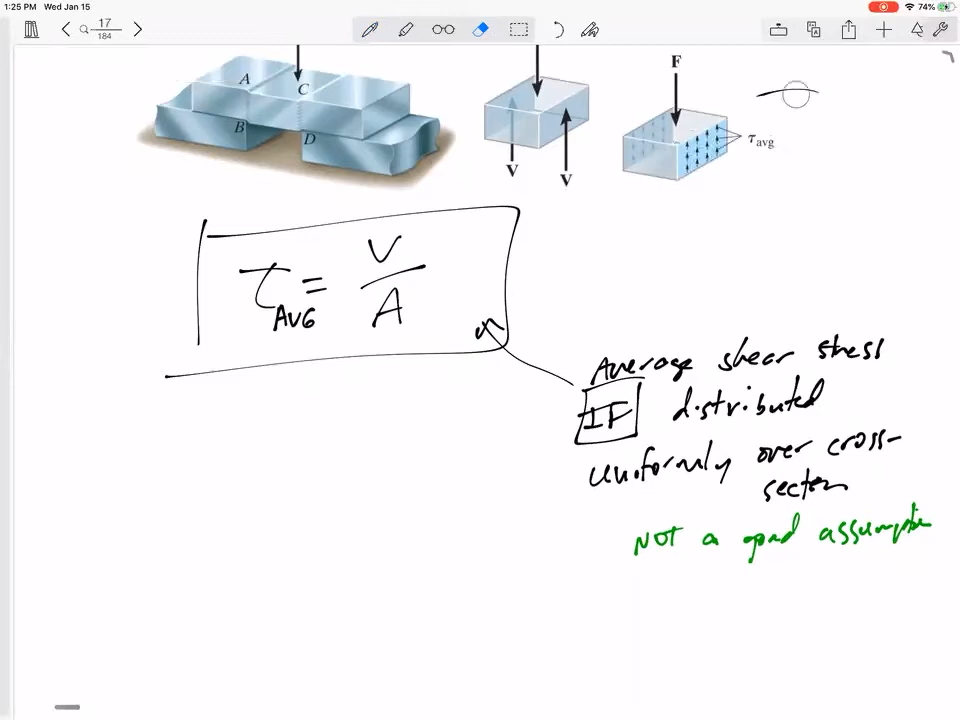 1:25 PM Wed Jan 15
74%
17
184
A
C
B
D
V
V
F
τavg
τAVG = V/A
Average shear stress
IF distributed
uniformly over cross-
section
NOT a good assumption